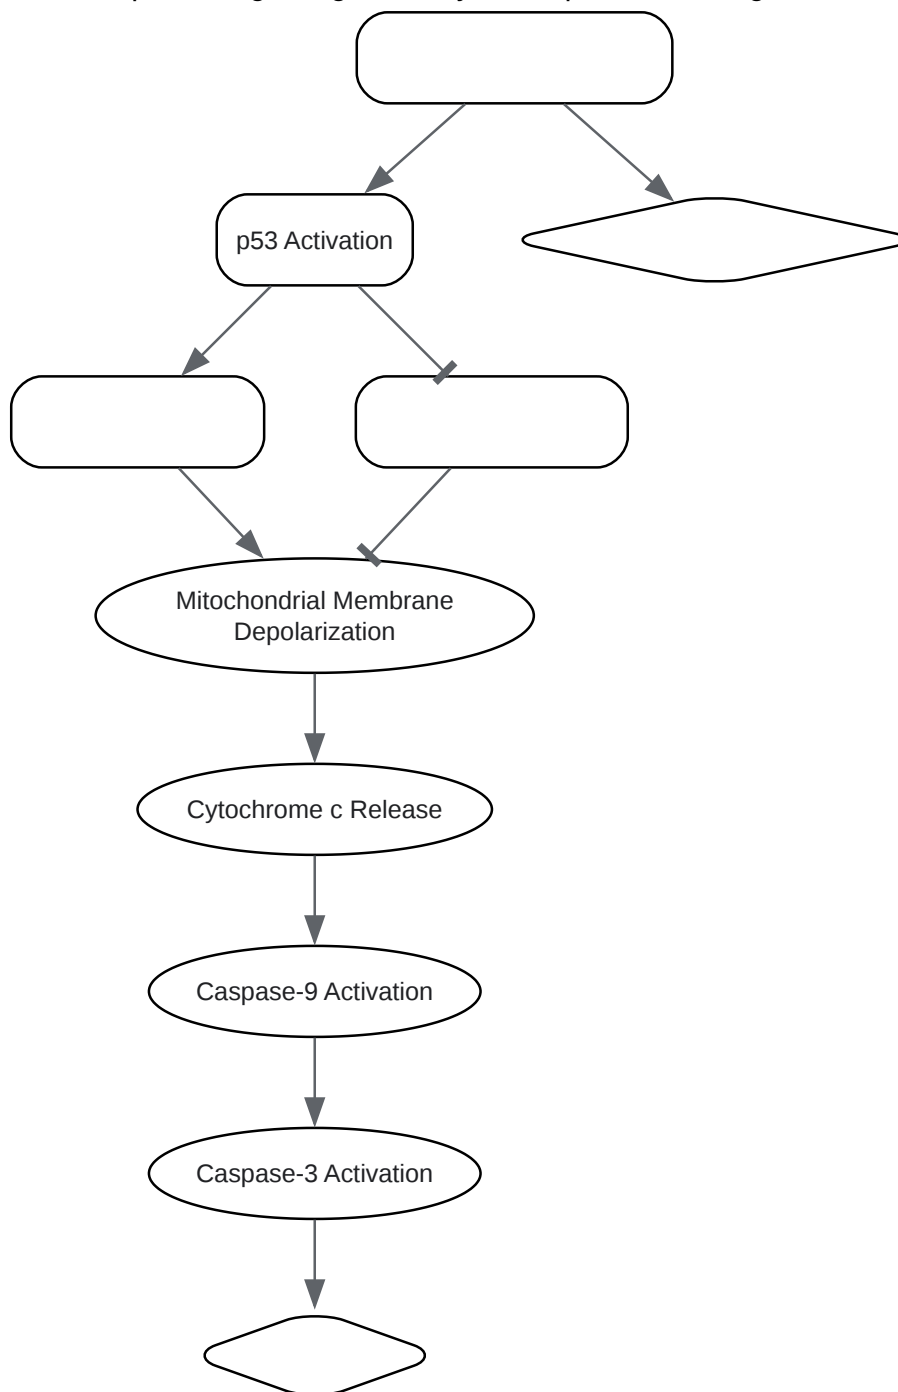 p53 Activation
Mitochondrial Membrane
Depolarization
Cytochrome c Release
Caspase-9 Activation
Caspase-3 Activation